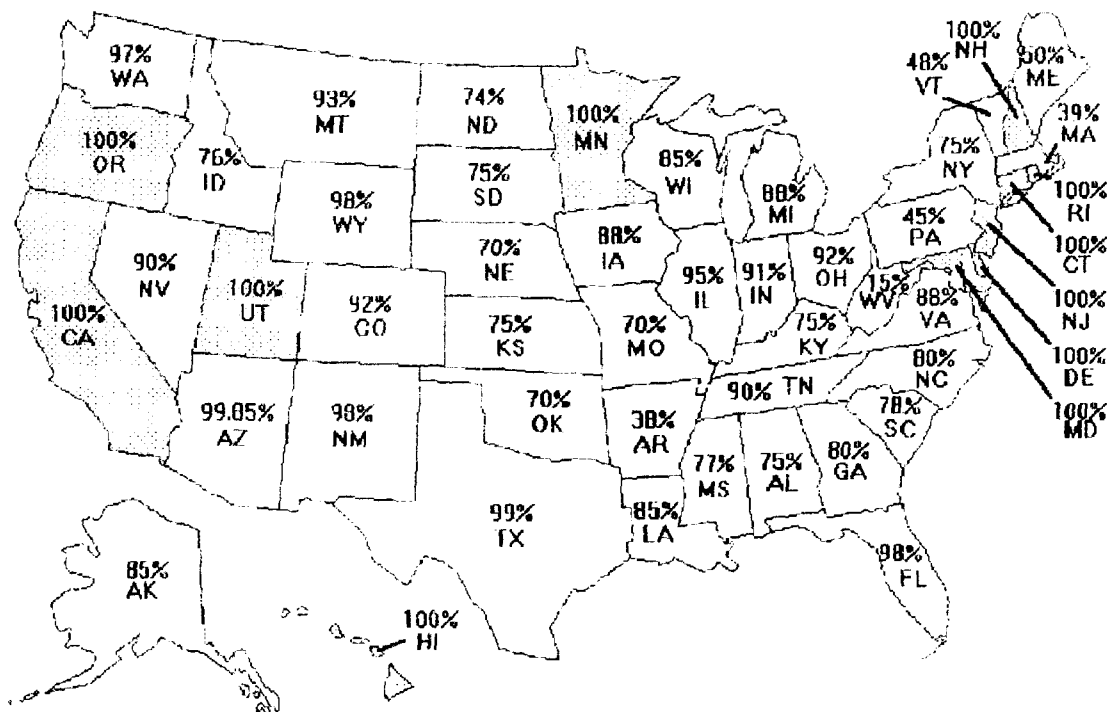 97%
WA
100%
OR
76%
ID
93%
MT
98%
WY
90%
NV
100%
UT
100%
CA
92%
CO
99.85%
AZ
98%
NM
74%
ND
75%
SD
70%
NE
75%
KS
70%
OK
99%
TX
100%
MN
88%
IA
70%
MO
38%
AR
85%
LA
85%
WI
95%
IL
88%
MI
91%
IN
92%
OH
75%
KY
90% TN
77%
MS
75%
AL
80%
GA
98%
FL
78%
SC
80%
NC
88%
VA
15%
WV
45%
PA
75%
NY
48%
VT
100%
NH
50%
ME
39%
MA
100%
RI
100%
CT
100%
NJ
100%
DE
100%
MD
85%
AK
100%
HI